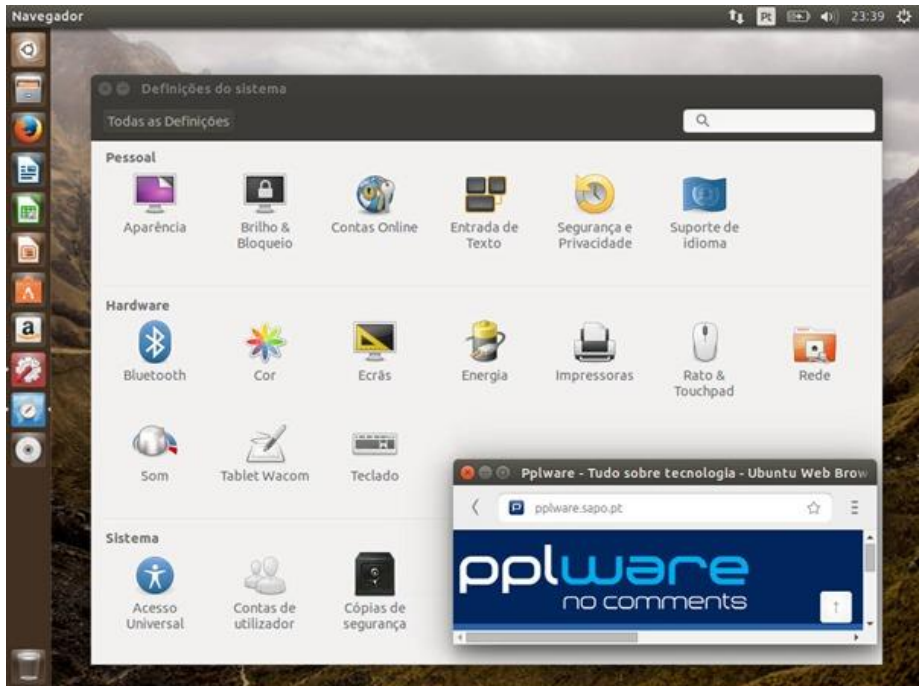 Navegador
Pt
23:39
Definições do sistema
Todas as Definições
Pessoal
Aparência
Brilho &
Bloqueio
Contas Online
Entrada de
Texto
Segurança e
Privacidade
Suporte de
idioma
Hardware
Bluetooth
Cor
Ecrãs
Energia
Impressoras
Rato &
Touchpad
Rede
Som
Tablet Wacom
Teclado
Sistema
Acesso
Universal
Contas de
utilizador
Cópias de
segurança
Pplware - Tudo sobre tecnologia - Ubuntu Web Brow
pplware.sapo.pt
pplware
no comments
a